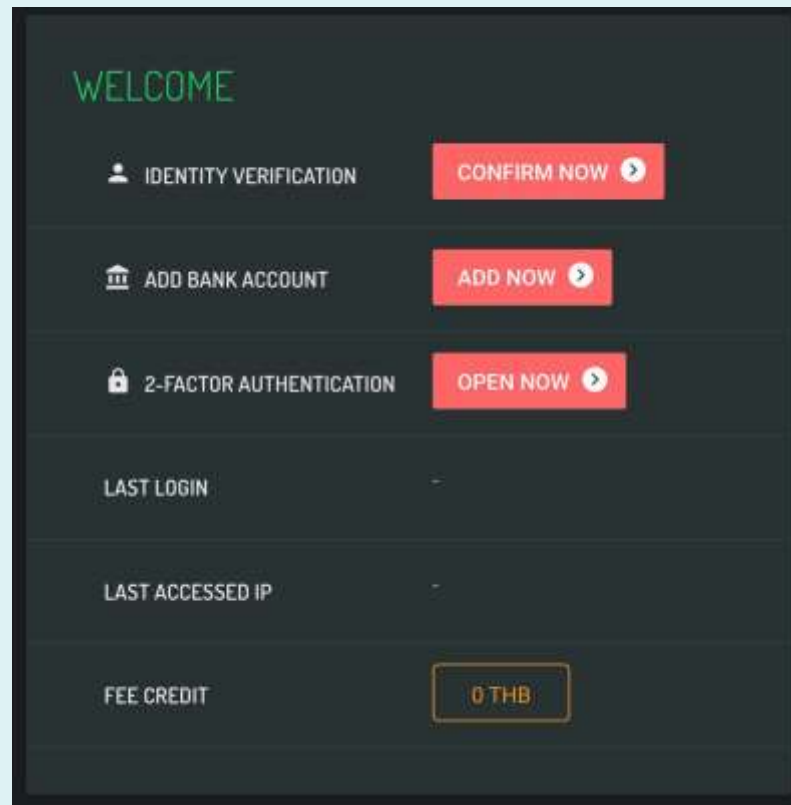 WELCOME
IDENTITY VERIFICATION CONFIRM NOW
ADD BANK ACCOUNT ADD NOW
2-FACTOR AUTHENTICATION OPEN NOW
LAST LOGIN -
LAST ACCESSED IP -
FEE CREDIT 0 THB